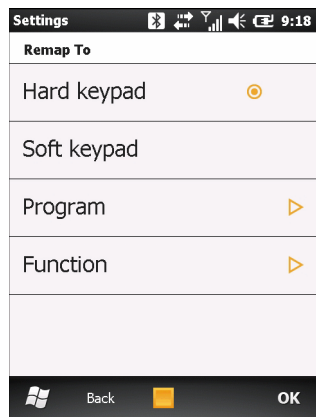 Settings 9:18
Remap To
Hard keypad
Soft keypad
Program
Function
Back OK